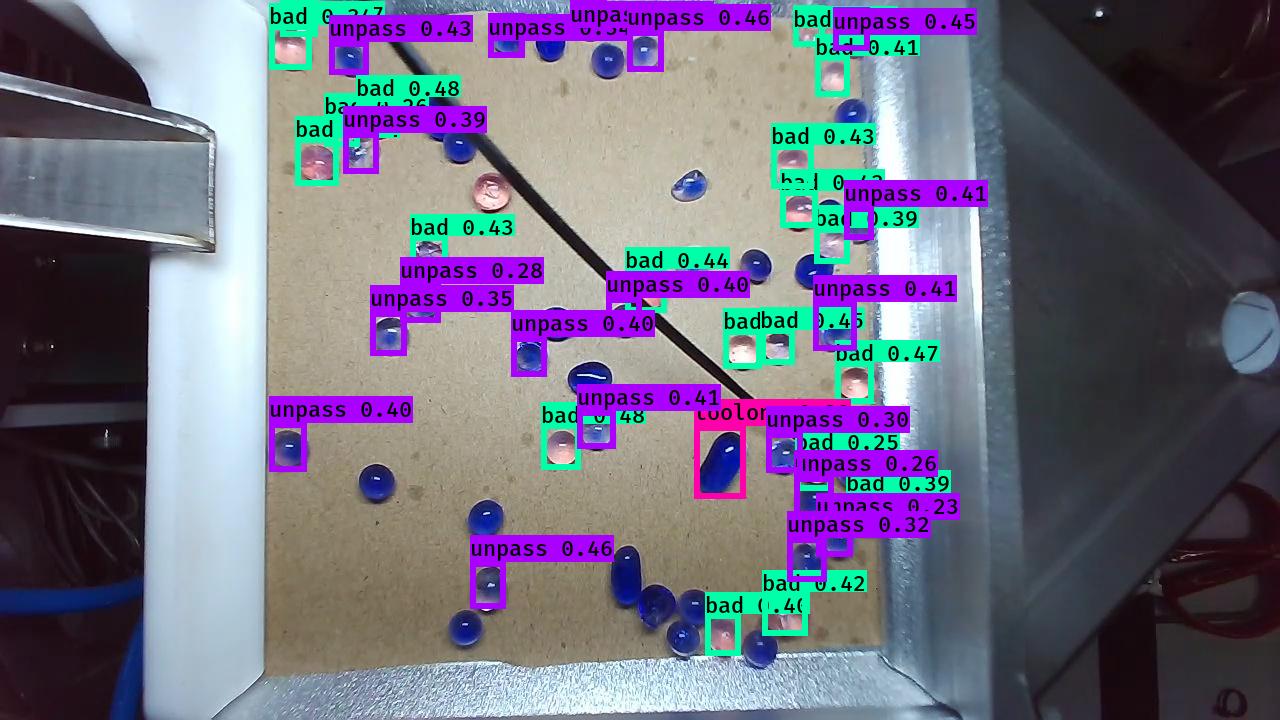 bad
unpass 0.43
unpass
unpass 0.46
bad
unpass 0.45
0.41
bad 0.48
unpass 0.39
bad
bad 0.43
bad
unpass 0.41
bad 0.39
bad 0.43
bad 0.44
unpass 0.28
unpass 0.40
unpass 0.41
unpass 0.35
unpass 0.40
bad
bad 0.45
bad 0.47
unpass 0.41
unpass 0.40
bad 0.48
unpass 0.30
bad 0.25
unpass 0.26
bad 0.39
unpass 0.23
unpass 0.32
unpass 0.46
bad 0.42
bad 0.40